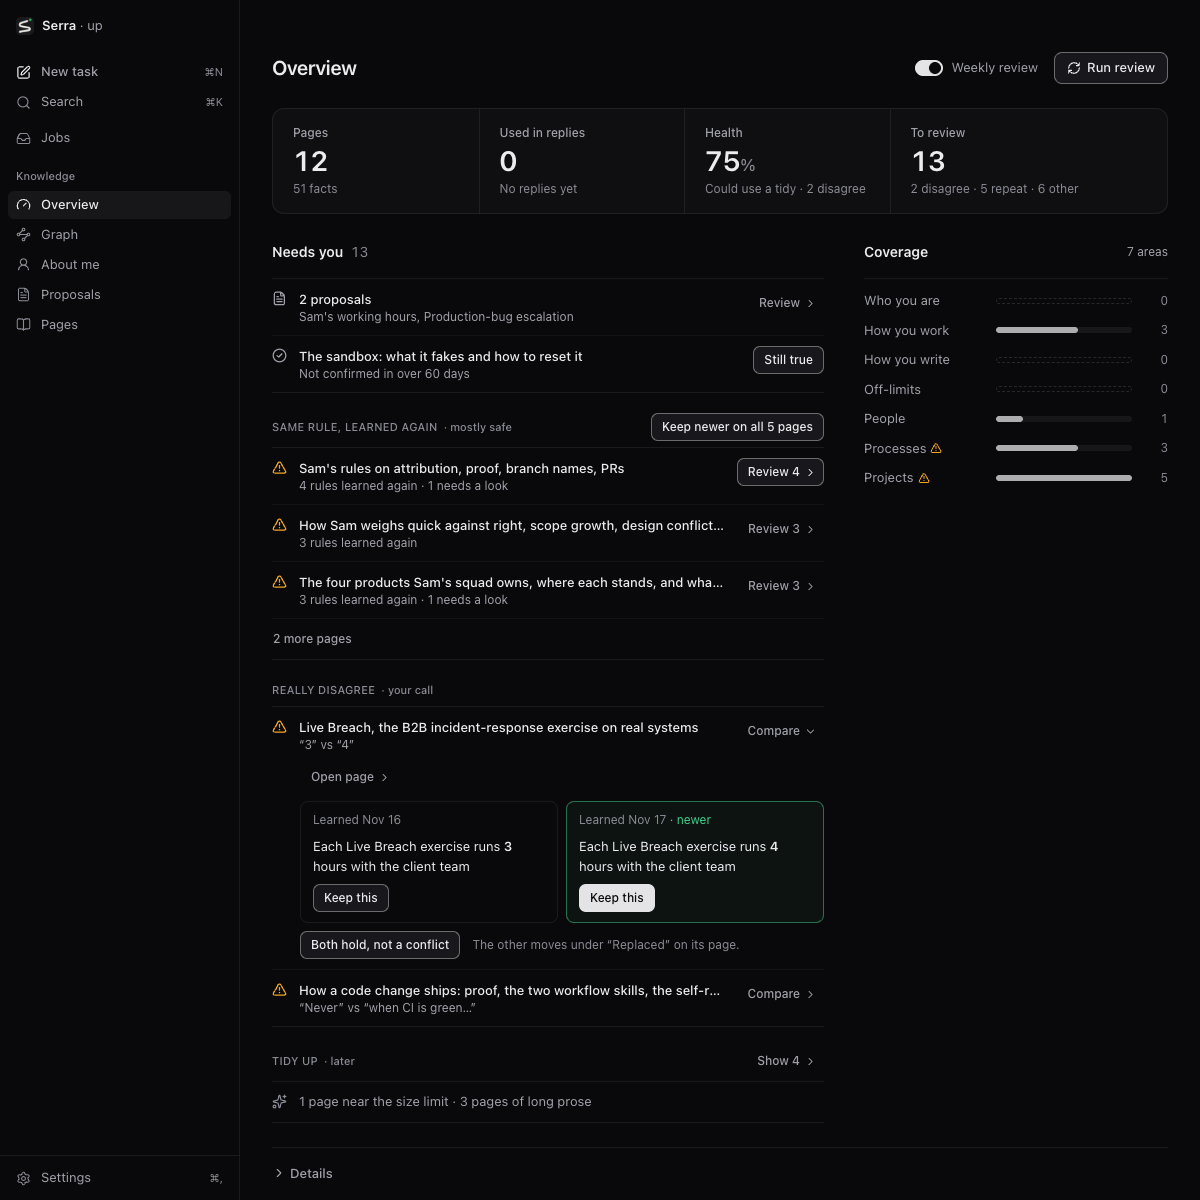 Serra · up
New task ⌘N
Search ⌘K
Jobs
Knowledge
Overview
Graph
About me
Proposals
Pages
Settings ⌘,
Overview
Weekly review
Run review
Pages
12
51 facts
Used in replies
0
No replies yet
Health
75%
Could use a tidy · 2 disagree
To review
13
2 disagree · 5 repeat · 6 other
Needs you 13
2 proposals
Sam's working hours, Production-bug escalation
Review
The sandbox: what it fakes and how to reset it
Not confirmed in over 60 days
Still true
SAME RULE, LEARNED AGAIN · mostly safe
Keep newer on all 5 pages
Sam's rules on attribution, proof, branch names, PRs
4 rules learned again · 1 needs a look
Review 4
How Sam weighs quick against right, scope growth, design conflict...
3 rules learned again
Review 3
The four products Sam's squad owns, where each stands, and wha...
3 rules learned again · 1 needs a look
Review 3
2 more pages
REALLY DISAGREE · your call
Live Breach, the B2B incident-response exercise on real systems
“3” vs “4”
Compare
Open page
Learned Nov 16
Each Live Breach exercise runs 3
hours with the client team
Keep this
Learned Nov 17 · newer
Each Live Breach exercise runs 4
hours with the client team
Keep this
Both hold, not a conflict
The other moves under “Replaced” on its page.
How a code change ships: proof, the two workflow skills, the self-r...
“Never” vs “when CI is green...”
Compare
TIDY UP · later
Show 4
1 page near the size limit · 3 pages of long prose
Details
Coverage
7 areas
Who you are 0
How you work 3
How you write 0
Off-limits 0
People 1
Processes 3
Projects 5